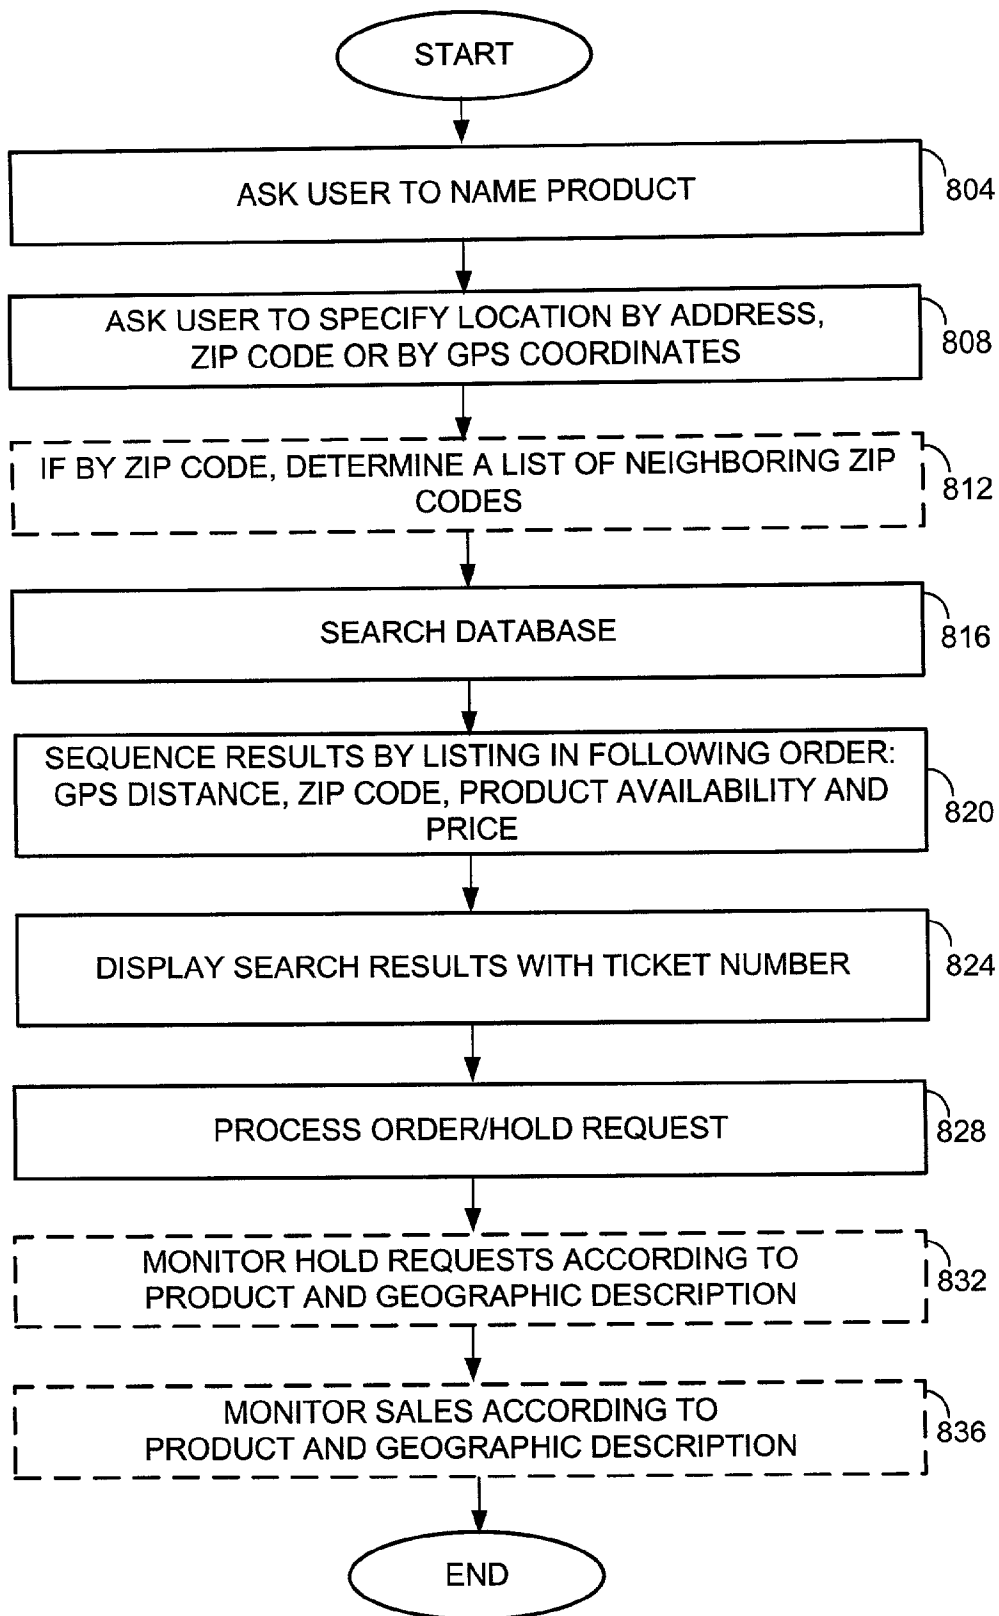 START
ASK USER TO NAME PRODUCT
804
ASK USER TO SPECIFY LOCATION BY ADDRESS,
ZIP CODE OR BY GPS COORDINATES
808
IF BY ZIP CODE, DETERMINE A LIST OF NEIGHBORING ZIP
CODES
812
SEARCH DATABASE
816
SEQUENCE RESULTS BY LISTING IN FOLLOWING ORDER:
GPS DISTANCE, ZIP CODE, PRODUCT AVAILABILITY AND
PRICE
820
DISPLAY SEARCH RESULTS WITH TICKET NUMBER
824
PROCESS ORDER/HOLD REQUEST
828
MONITOR HOLD REQUESTS ACCORDING TO
PRODUCT AND GEOGRAPHIC DESCRIPTION
832
MONITOR SALES ACCORDING TO
PRODUCT AND GEOGRAPHIC DESCRIPTION
836
END